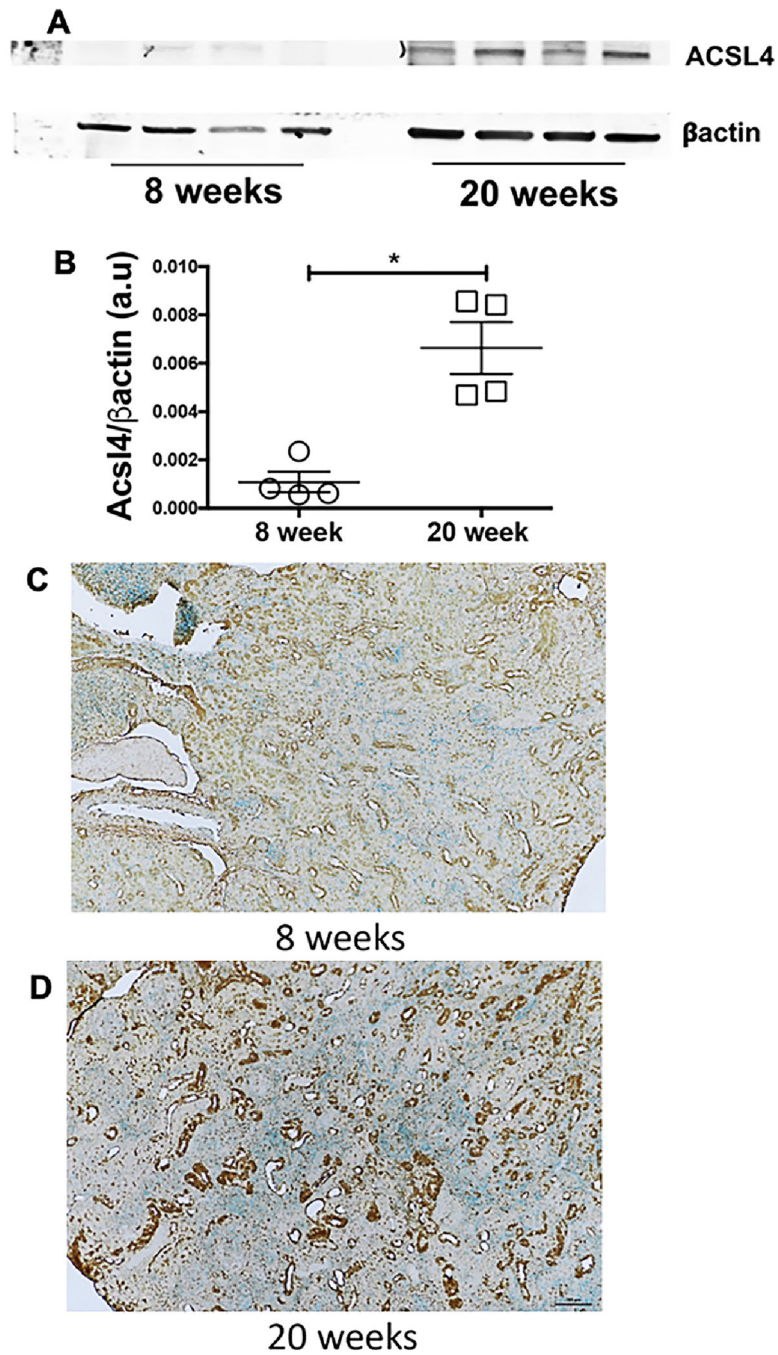 A
ACSL4
βactin
8 weeks
20 weeks
B
*
Acsl4/βactin (a.u)
0.010
0.008
0.006
0.004
0.002
0.000
8 week
20 week
C
8 weeks
D
20 weeks